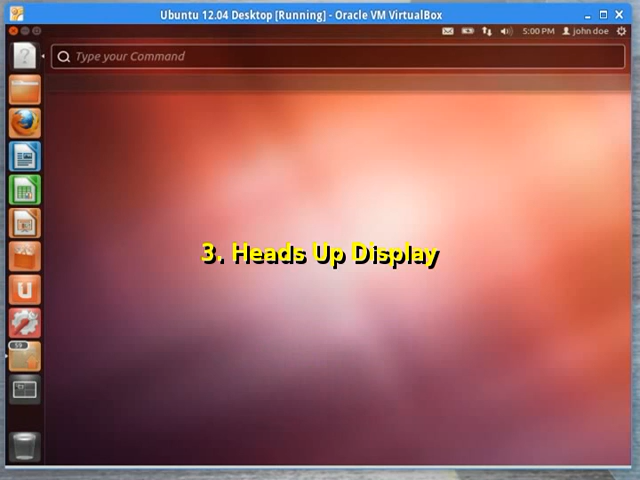 Ubuntu 12.04 Desktop [Running] - Oracle VM VirtualBox
5:00 PM john doe
Type your Command
3. Heads Up Display
59